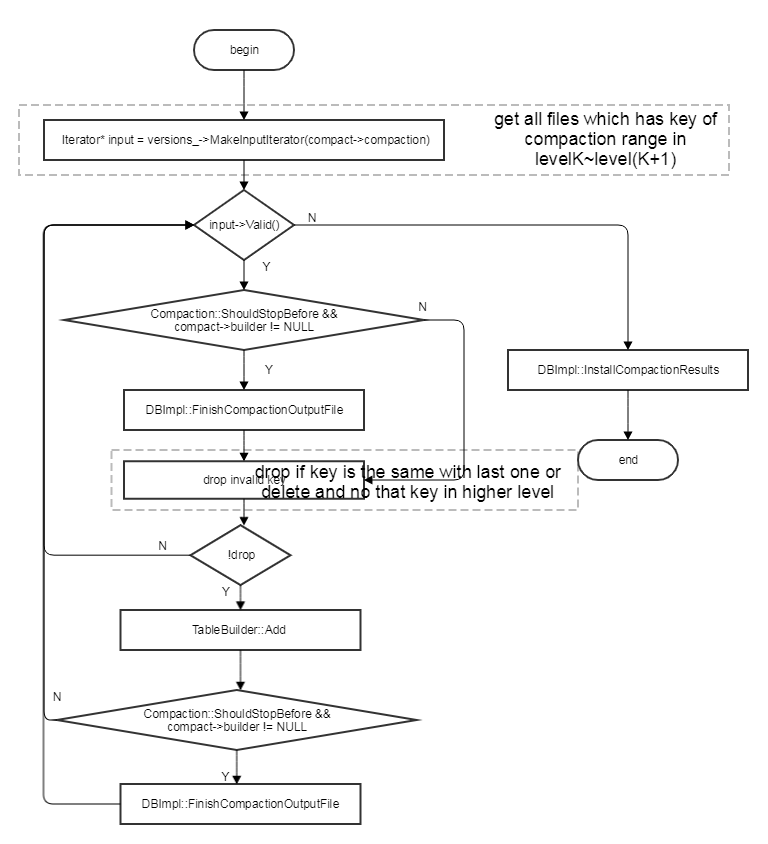 begin
Iterator* input = versions_->MakeInputIterator(compact->compaction)
get all files which has key of
compaction range in
levelK~level(K+1)
input->Valid()
N
Y
Compaction::ShouldStopBefore &&
compact->builder != NULL
N
Y
DBImpl::InstallCompactionResults
DBImpl::FinishCompactionOutputFile
end
drop invalid key
drop if key is the same with last one or
delete and no that key in higher level
!drop
N
Y
TableBuilder::Add
N
Compaction::ShouldStopBefore &&
compact->builder != NULL
Y
DBImpl::FinishCompactionOutputFile